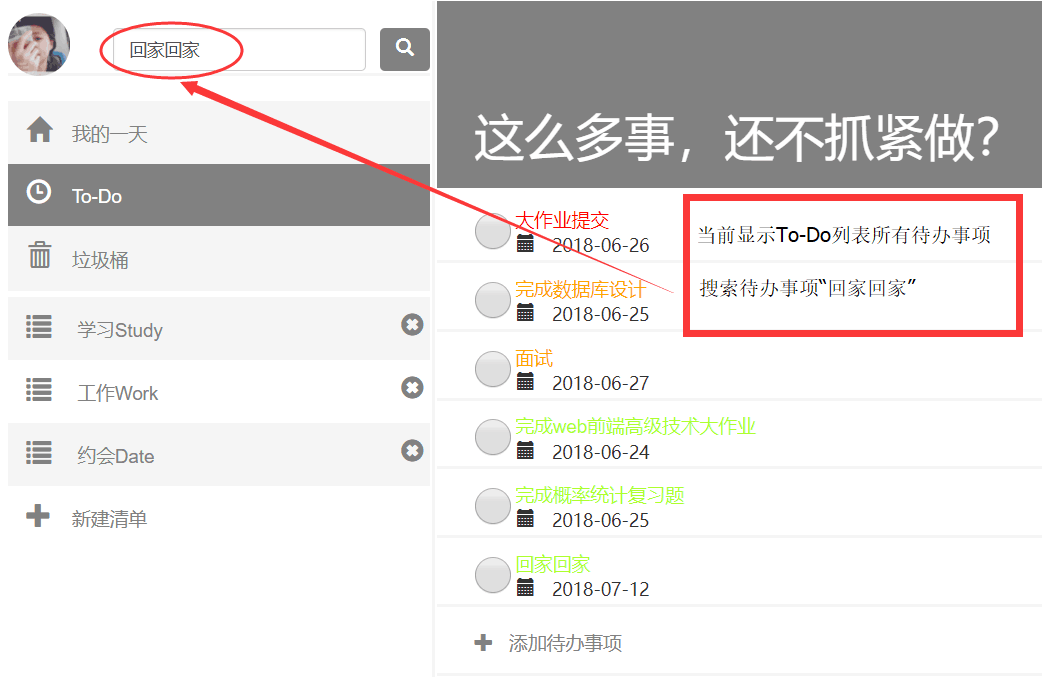 回家回家
我的一天
To-Do
垃圾桶
学习Study
工作Work
约会Date
新建清单
这么多事，还不抓紧做？
大作业提交
2018-06-26
完成数据库设计
2018-06-25
面试
2018-06-27
完成web前端高级技术大作业
2018-06-24
完成概率统计复习题
2018-06-25
回家回家
2018-07-12
添加待办事项
当前显示To-Do列表所有待办事项
搜索待办事项“回家回家”